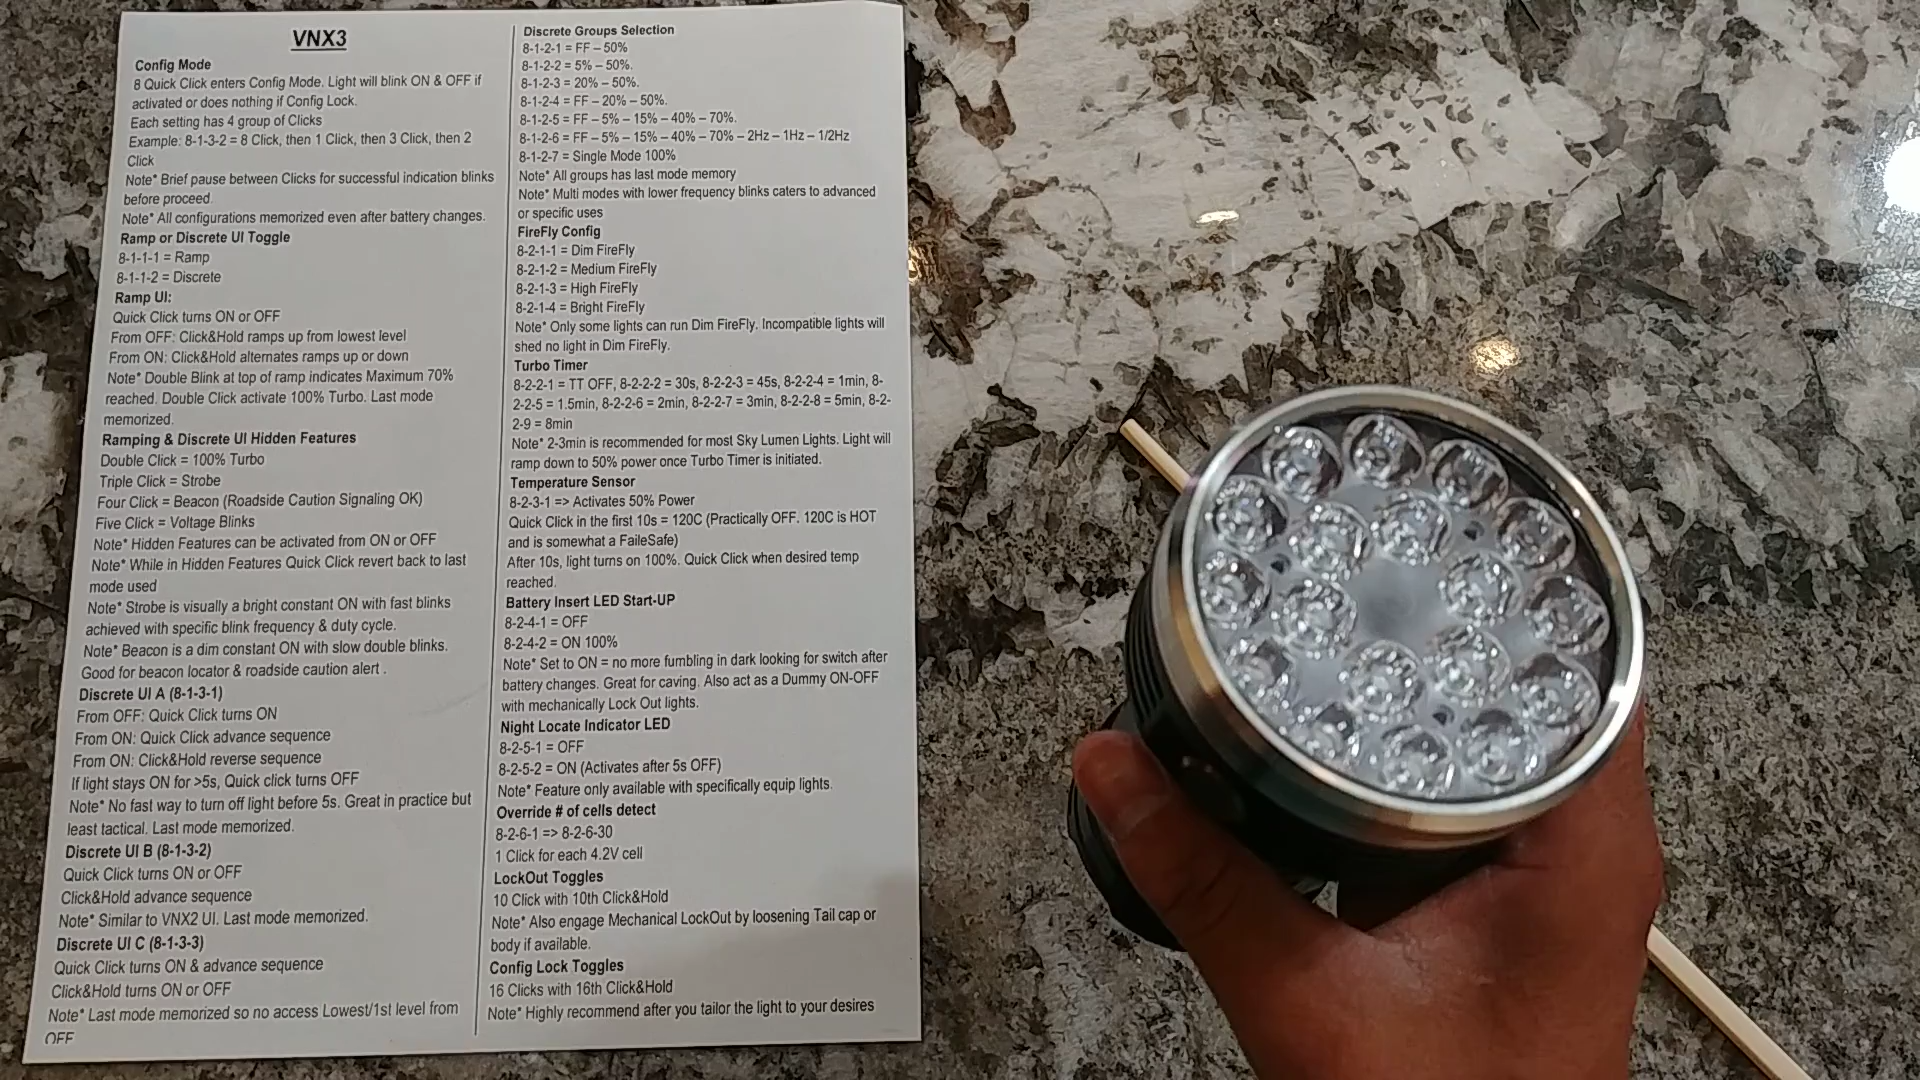 VNX3
Config Mode
8 Quick Click enters Config Mode. Light will blink ON & OFF if
activated or does nothing if Config Lock.
Each setting has 4 group of Clicks
Example: 8-1-3-2 = 8 Click, then 1 Click, then 3 Click, then 2
Click
Note* Brief pause between Clicks for successful indication blinks
before proceed.
Note* All configurations memorized even after battery changes.
Ramp or Discrete UI Toggle
8-1-1-1 = Ramp
8-1-1-2 = Discrete
Ramp UI:
Quick Click turns ON or OFF
From OFF: Click&Hold ramps up from lowest level
From ON: Click&Hold alternates ramps up or down
Note* Double Blink at top of ramp indicates Maximum 70%
reached. Double Click activate 100% Turbo. Last mode
memorized.
Ramping & Discrete UI Hidden Features
Double Click = 100% Turbo
Triple Click = Strobe
Four Click = Beacon (Roadside Caution Signaling OK)
Five Click = Voltage Blinks
Note* Hidden Features can be activated from ON or OFF
Note* While in Hidden Features Quick Click revert back to last
mode used
Note* Strobe is visually a bright constant ON with fast blinks
achieved with specific blink frequency & duty cycle.
Note* Beacon is a dim constant ON with slow double blinks.
Good for beacon locator & roadside caution alert .
Discrete UI A (8-1-3-1)
From OFF: Quick Click turns ON
From ON: Quick Click advance sequence
From ON: Click&Hold reverse sequence
If light stays ON for >5s, Quick click turns OFF
Note* No fast way to turn off light before 5s. Great in practice but
least tactical. Last mode memorized.
Discrete UI B (8-1-3-2)
Quick Click turns ON or OFF
Click&Hold advance sequence
Note* Similar to VNX2 UI. Last mode memorized.
Discrete UI C (8-1-3-3)
Quick Click turns ON & advance sequence
Click&Hold turns ON or OFF
Note* Last mode memorized so no access Lowest/1st level from
OFF
Discrete Groups Selection
8-1-2-1 = FF – 50%
8-1-2-2 = 5% – 50%.
8-1-2-3 = 20% – 50%.
8-1-2-4 = FF – 20% – 50%.
8-1-2-5 = FF – 5% – 15% – 40% – 70%.
8-1-2-6 = FF – 5% – 15% – 40% – 70% – 2Hz – 1Hz – 1/2Hz
8-1-2-7 = Single Mode 100%
Note* All groups has last mode memory
Note* Multi modes with lower frequency blinks caters to advanced
or specific uses
FireFly Config
8-2-1-1 = Dim FireFly
8-2-1-2 = Medium FireFly
8-2-1-3 = High FireFly
8-2-1-4 = Bright FireFly
Note* Only some lights can run Dim FireFly. Incompatible lights will
shed no light in Dim FireFly.
Turbo Timer
8-2-2-1 = TT OFF, 8-2-2-2 = 30s, 8-2-2-3 = 45s, 8-2-2-4 = 1min, 8-
2-2-5 = 1.5min, 8-2-2-6 = 2min, 8-2-2-7 = 3min, 8-2-2-8 = 5min, 8-2-
2-9 = 8min
Note* 2-3min is recommended for most Sky Lumen Lights. Light will
ramp down to 50% power once Turbo Timer is initiated.
Temperature Sensor
8-2-3-1 => Activates 50% Power
Quick Click in the first 10s = 120C (Practically OFF. 120C is HOT
and is somewhat a FaileSafe)
After 10s, light turns on 100%. Quick Click when desired temp
reached.
Battery Insert LED Start-UP
8-2-4-1 = OFF
8-2-4-2 = ON 100%
Note* Set to ON = no more fumbling in dark looking for switch after
battery changes. Great for caving. Also act as a Dummy ON-OFF
with mechanically Lock Out lights.
Night Locate Indicator LED
8-2-5-1 = OFF
8-2-5-2 = ON (Activates after 5s OFF)
Note* Feature only available with specifically equip lights.
Override # of cells detect
8-2-6-1 => 8-2-6-30
1 Click for each 4.2V cell
LockOut Toggles
10 Click with 10th Click&Hold
Note* Also engage Mechanical LockOut by loosening Tail cap or
body if available.
Config Lock Toggles
16 Clicks with 16th Click&Hold
Note* Highly recommend after you tailor the light to your desires